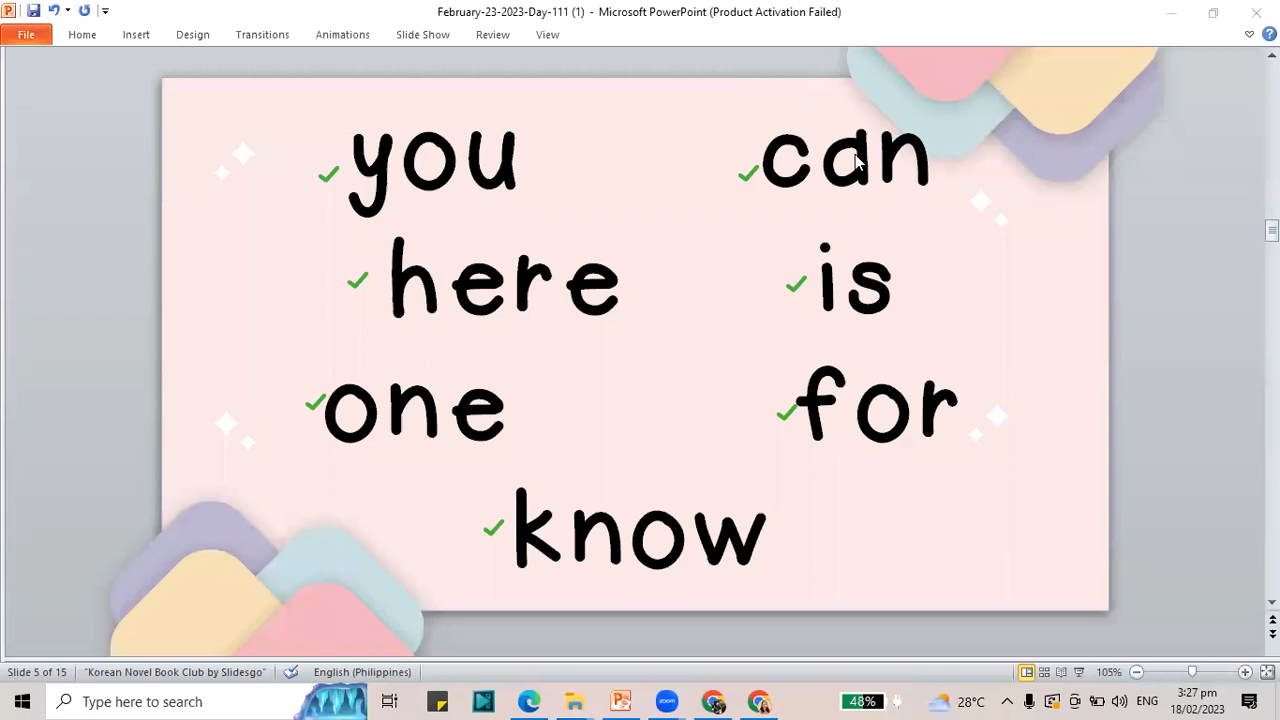 February-23-2023-Day-111 (1) - Microsoft PowerPoint (Product Activation Failed)
File Home Insert Design Transitions Animations Slide Show Review View
you can
here is
one for
know
Slide 5 of 15 "Korean Novel Book Club by Slidesgo" English (Philippines) 105%
Type here to search 48% 28°C 3:27 pm
18/02/2023